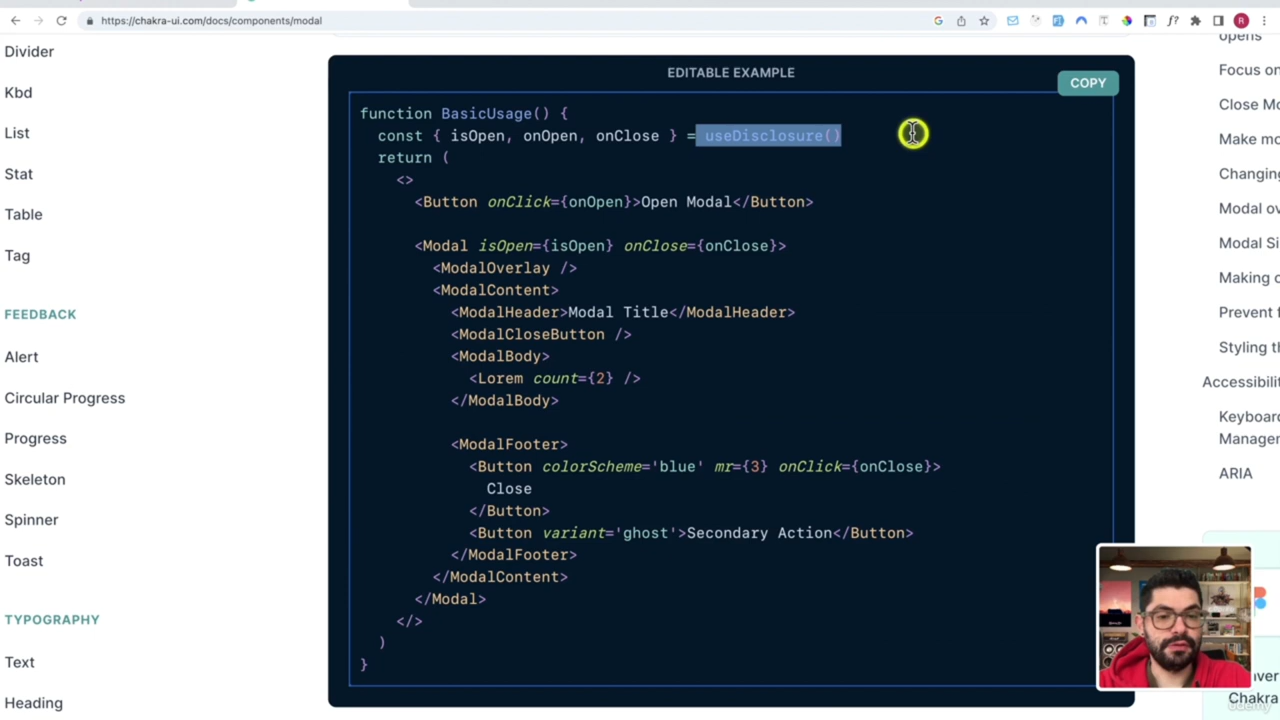 https://chakra-ui.com/docs/components/modal
Divider
Kbd
List
Stat
Table
Tag
FEEDBACK
Alert
Circular Progress
Progress
Skeleton
Spinner
Toast
TYPOGRAPHY
Text
Heading
EDITABLE EXAMPLE
COPY
function BasicUsage() {
const { isOpen, onOpen, onClose } = useDisclosure()
return (
<>
<Button onClick={onOpen}>Open Modal</Button>
<Modal isOpen={isOpen} onClose={onClose}>
<ModalOverlay />
<ModalContent>
<ModalHeader>Modal Title</ModalHeader>
<ModalCloseButton />
<ModalBody>
<Lorem count={2} />
</ModalBody>
<ModalFooter>
<Button colorScheme='blue' mr={3} onClick={onClose}>
Close
</Button>
<Button variant='ghost'>Secondary Action</Button>
</ModalFooter>
</ModalContent>
</Modal>
</>
)
}
opens
Focus on
Close Mo
Make mo
Changing
Modal ov
Modal Si
Making o
Prevent f
Styling th
Accessibilit
Keyboard
Manager
ARIA
Chakra
udemy